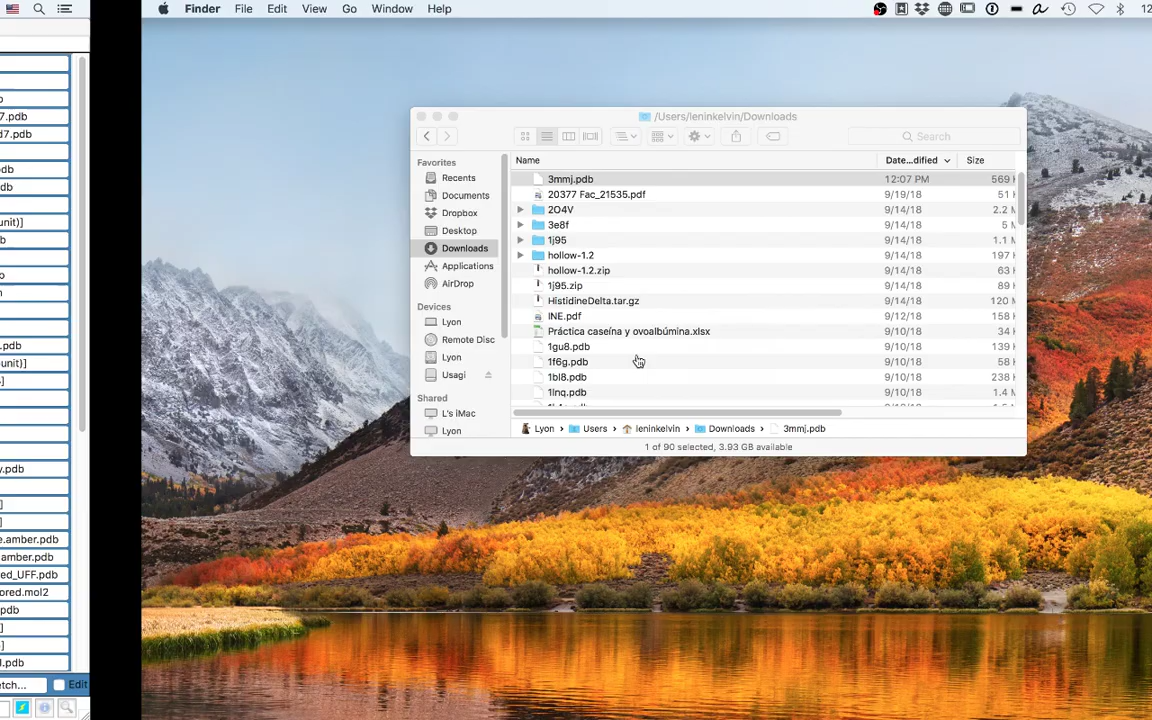 Finder File Edit View Go Window Help
/Users/leninkelvin/Downloads
Search
Favorites
Recents
Documents
Dropbox
Desktop
Downloads
Applications
AirDrop
Devices
Lyon
Remote Disc
Lyon
Usagi
Shared
L's iMac
Lyon
Name Date...dified Size
3mmj.pdb 12:07 PM 569
20377 Fac_21535.pdf 9/19/18 51
2O4V 9/14/18 2.2
3e8f 9/14/18 5
1j95 9/14/18 1.1
hollow-1.2 9/14/18 197
hollow-1.2.zip 9/14/18 63
1j95.zip 9/14/18 89
HistidineDelta.tar.gz 9/14/18 120
INE.pdf 9/12/18 158
Práctica caseína y ovoalbúmina.xlsx 9/10/18 34
1gu8.pdb 9/10/18 139
1f6g.pdb 9/10/18 58
1bl8.pdb 9/10/18 238
1lnq.pdb 9/10/18 1.4
Lyon › Users › leninkelvin › Downloads › 3mmj.pdb
1 of 90 selected, 3.93 GB available
7.pdb
d7.pdb
db
db
unit)]
.pdb
unit)]
y.pdb
e.amber.pdb
amber.pdb
ed_UFF.pdb
ored.mol2
pdb
l.pdb
etch... Edit